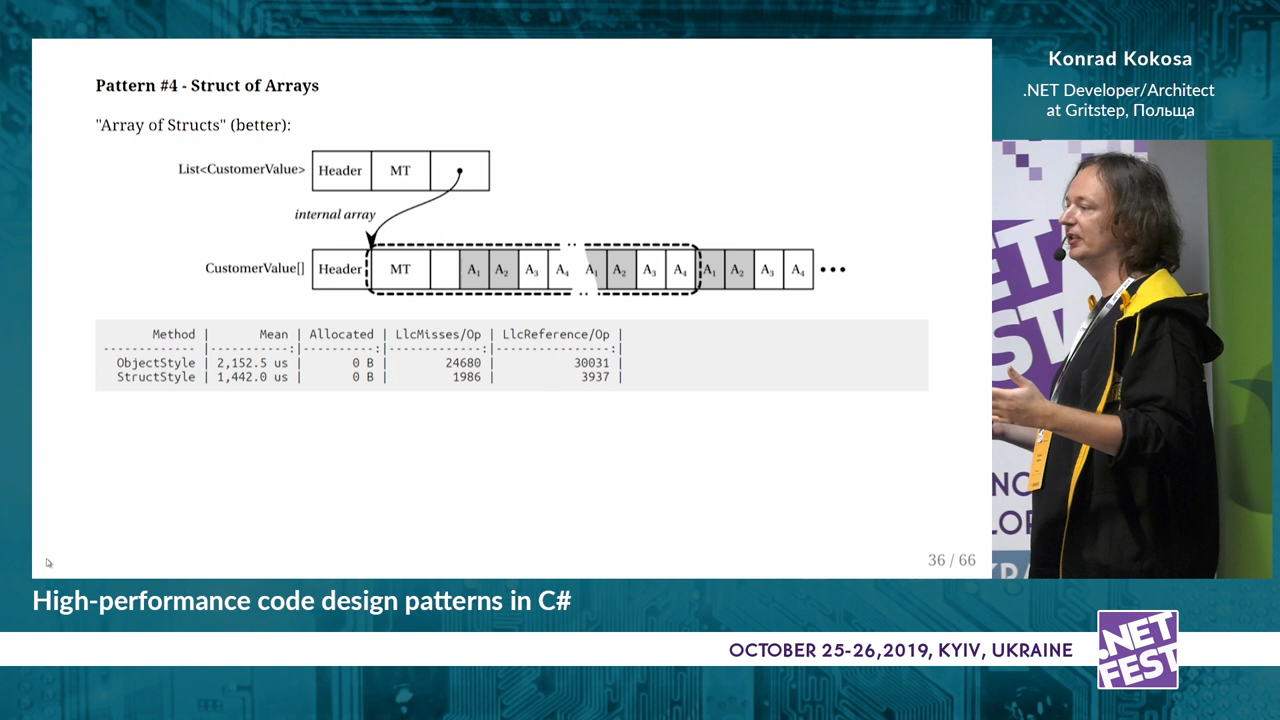 Pattern #4 - Struct of Arrays
"Array of Structs" (better):
List<CustomerValue> Header MT
internal array
CustomerValue[] Header MT A1 A2 A3 A4 A1 A2 A3 A4 A1 A2 A3 A4 •••
Method | Mean | Allocated | LlcMisses/Op | LlcReference/Op |
------------ |------------:|----------:|-------------:|----------------:|
ObjectStyle | 2,152.5 us | 0 B | 24680 | 30031 |
StructStyle | 1,442.0 us | 0 B | 1986 | 3937 |
36 / 66
Konrad Kokosa
.NET Developer/Architect
at Gritstep, Польща
High-performance code design patterns in C#
OCTOBER 25-26,2019, KYIV, UKRAINE
.NET
FEST